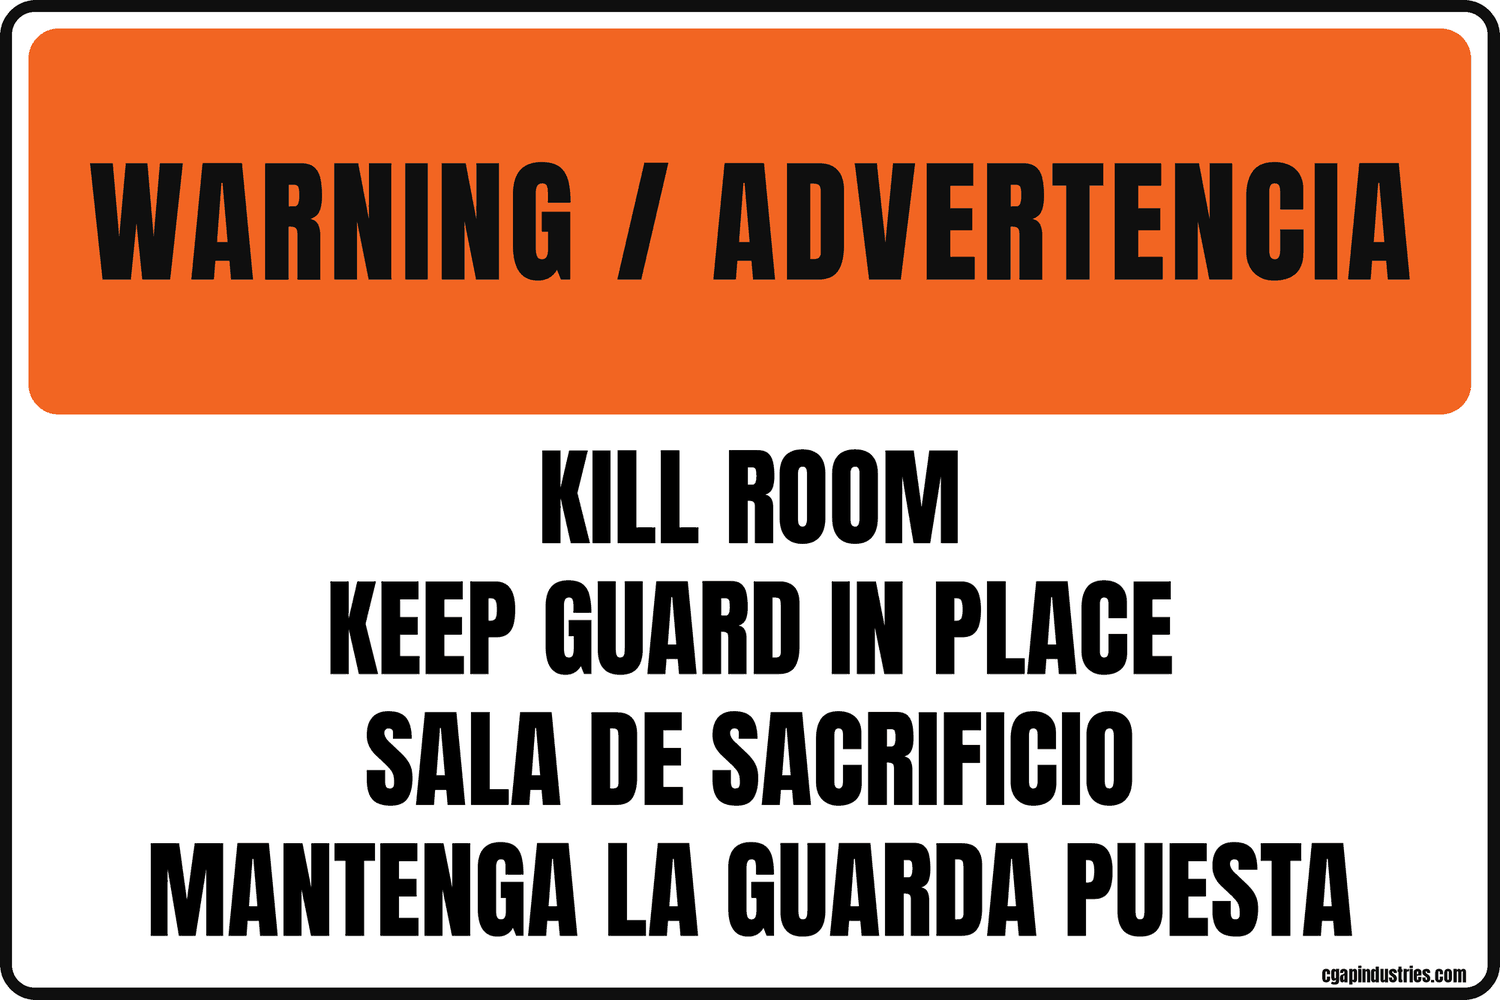 WARNING / ADVERTENCIA
KILL ROOM
KEEP GUARD IN PLACE
SALA DE SACRIFICIO
MANTENGA LA GUARDA PUESTA
cgapindustries.com